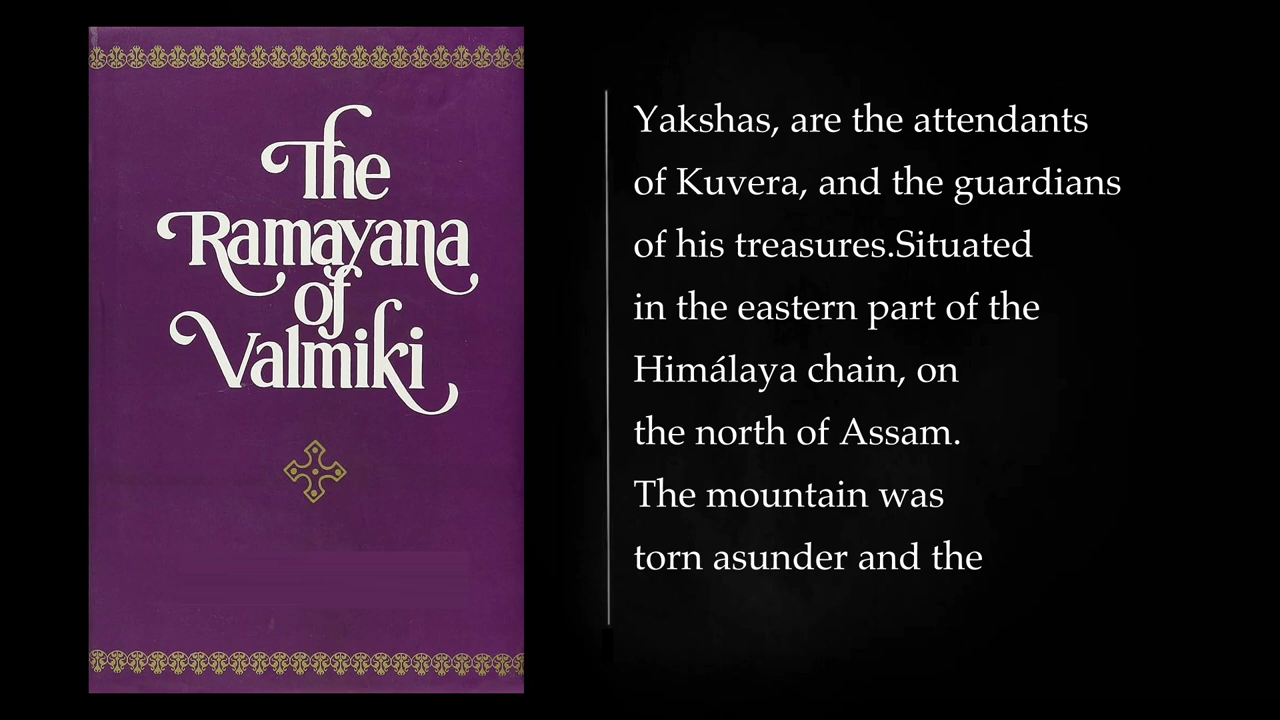 The
Ramayana
of
Valmiki
Yakshas, are the attendants
of Kuvera, and the guardians
of his treasures.Situated
in the eastern part of the
Himálaya chain, on
the north of Assam.
The mountain was
torn asunder and the